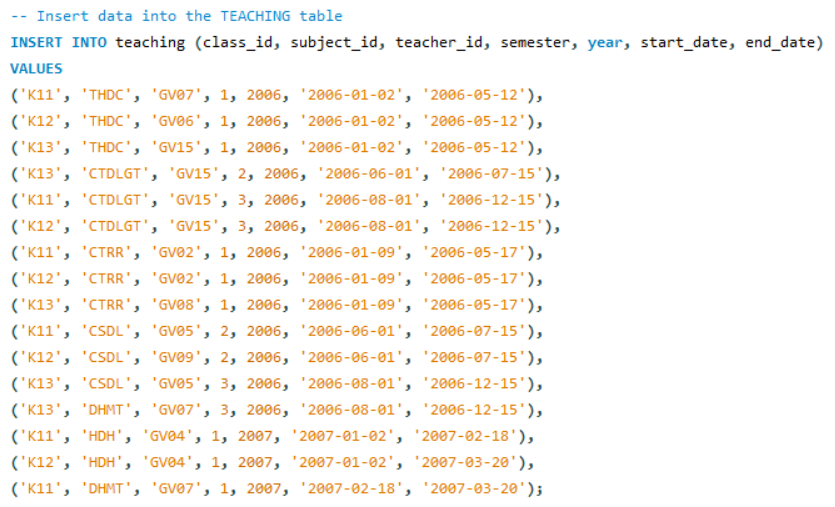 -- Insert data into the TEACHING table
INSERT INTO teaching (class_id, subject_id, teacher_id, semester, year, start_date, end_date)
VALUES
('K11', 'THDC', 'GV07', 1, 2006, '2006-01-02', '2006-05-12'),
('K12', 'THDC', 'GV06', 1, 2006, '2006-01-02', '2006-05-12'),
('K13', 'THDC', 'GV15', 1, 2006, '2006-01-02', '2006-05-12'),
('K13', 'CTDLGT', 'GV15', 2, 2006, '2006-06-01', '2006-07-15'),
('K11', 'CTDLGT', 'GV15', 3, 2006, '2006-08-01', '2006-12-15'),
('K12', 'CTDLGT', 'GV15', 3, 2006, '2006-08-01', '2006-12-15'),
('K11', 'CTRR', 'GV02', 1, 2006, '2006-01-09', '2006-05-17'),
('K12', 'CTRR', 'GV02', 1, 2006, '2006-01-09', '2006-05-17'),
('K13', 'CTRR', 'GV08', 1, 2006, '2006-01-09', '2006-05-17'),
('K11', 'CSDL', 'GV05', 2, 2006, '2006-06-01', '2006-07-15'),
('K12', 'CSDL', 'GV09', 2, 2006, '2006-06-01', '2006-07-15'),
('K13', 'CSDL', 'GV05', 3, 2006, '2006-08-01', '2006-12-15'),
('K13', 'DHMT', 'GV07', 3, 2006, '2006-08-01', '2006-12-15'),
('K11', 'HDH', 'GV04', 1, 2007, '2007-01-02', '2007-02-18'),
('K12', 'HDH', 'GV04', 1, 2007, '2007-01-02', '2007-03-20'),
('K11', 'DHMT', 'GV07', 1, 2007, '2007-02-18', '2007-03-20');